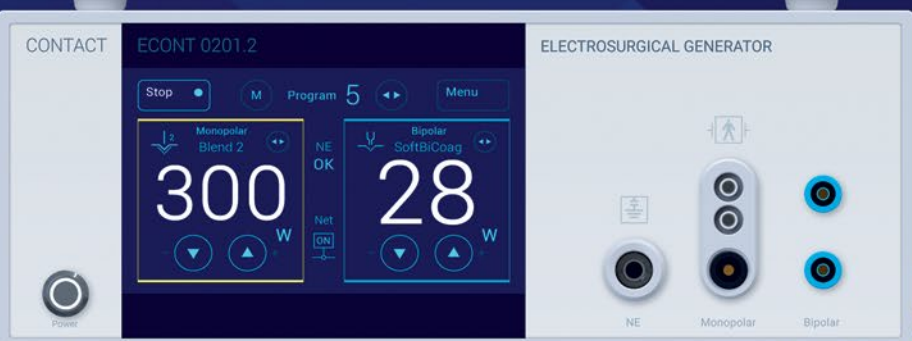 CONTACT
ECONT 0201.2
ELECTROSURGICAL GENERATOR
Stop
M
Program 5
Menu
2
Monopolar
Blend 2
300
W
NE
OK
Net
ON
Bipolar
SoftBiCoag
28
W
Power
NE
Monopolar
Bipolar